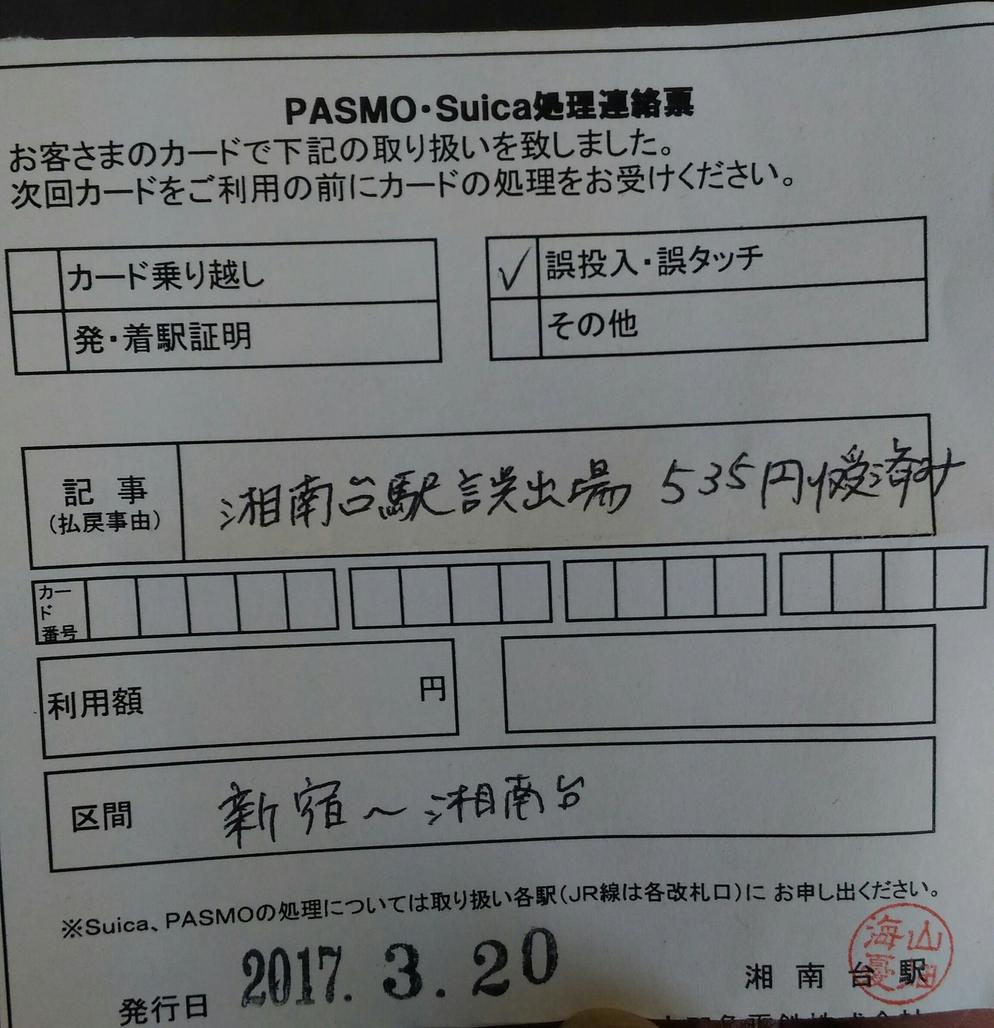 PASMO・Suica処理連絡票
お客さまのカードで下記の取り扱いを致しました。
次回カードをご利用の前にカードの処理をお受けください。
カード乗り越し
✓ 誤投入・誤タッチ
発・着駅証明
その他
記事
(払戻事由)
湘南台駅誤出場 535円収受済み
カード
番号
利用額 円
区間 新宿〜湘南台
※Suica、PASMOの処理については取り扱い各駅(JR線は各改札口)に お申し出ください。
発行日 2017. 3. 20
湘南台駅